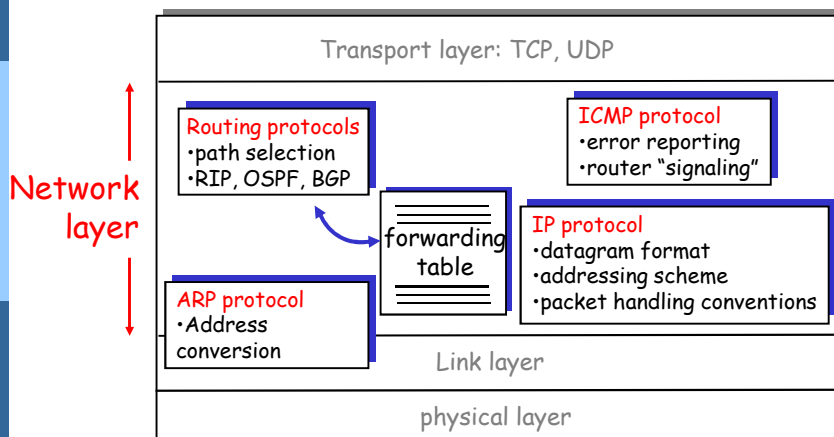 Transport layer: TCP, UDP
Routing protocols
•path selection
•RIP, OSPF, BGP
ICMP protocol
•error reporting
•router “signaling”
Network
layer
forwarding
table
IP protocol
•datagram format
•addressing scheme
•packet handling conventions
ARP protocol
•Address
conversion
Link layer
physical layer